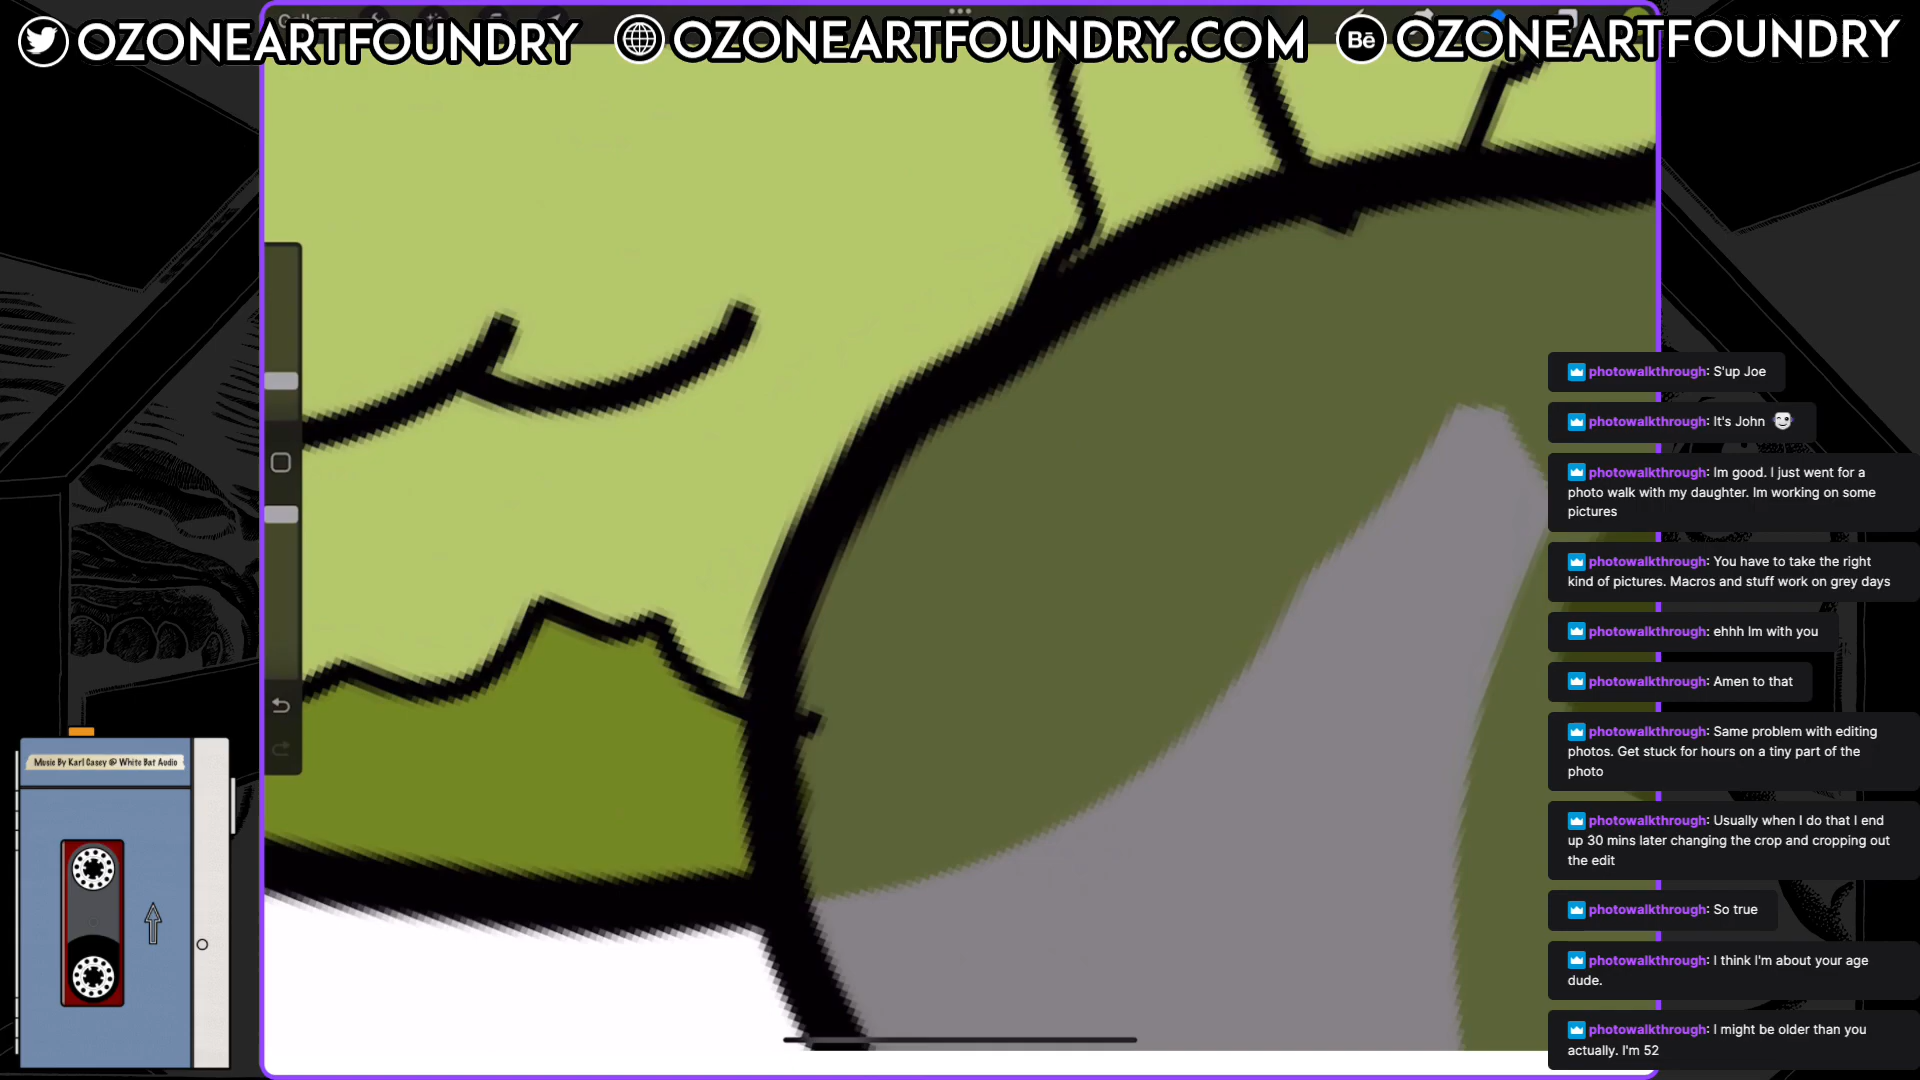 OZONEARTFOUNDRY
OZONEARTFOUNDRY.COM
Bē OZONEARTFOUNDRY
photowalkthrough: S'up Joe
photowalkthrough: It's John
photowalkthrough: Im good. I just went for a
photo walk with my daughter. Im working on some
pictures
photowalkthrough: You have to take the right
kind of pictures. Macros and stuff work on grey days
photowalkthrough: ehhh Im with you
photowalkthrough: Amen to that
photowalkthrough: Same problem with editing
photos. Get stuck for hours on a tiny part of the
photo
photowalkthrough: Usually when I do that I end
up 30 mins later changing the crop and cropping out
the edit
photowalkthrough: So true
photowalkthrough: I think I'm about your age
dude.
photowalkthrough: I might be older than you
actually. I'm 52
Music By Karl Casey @ White Bat Audio